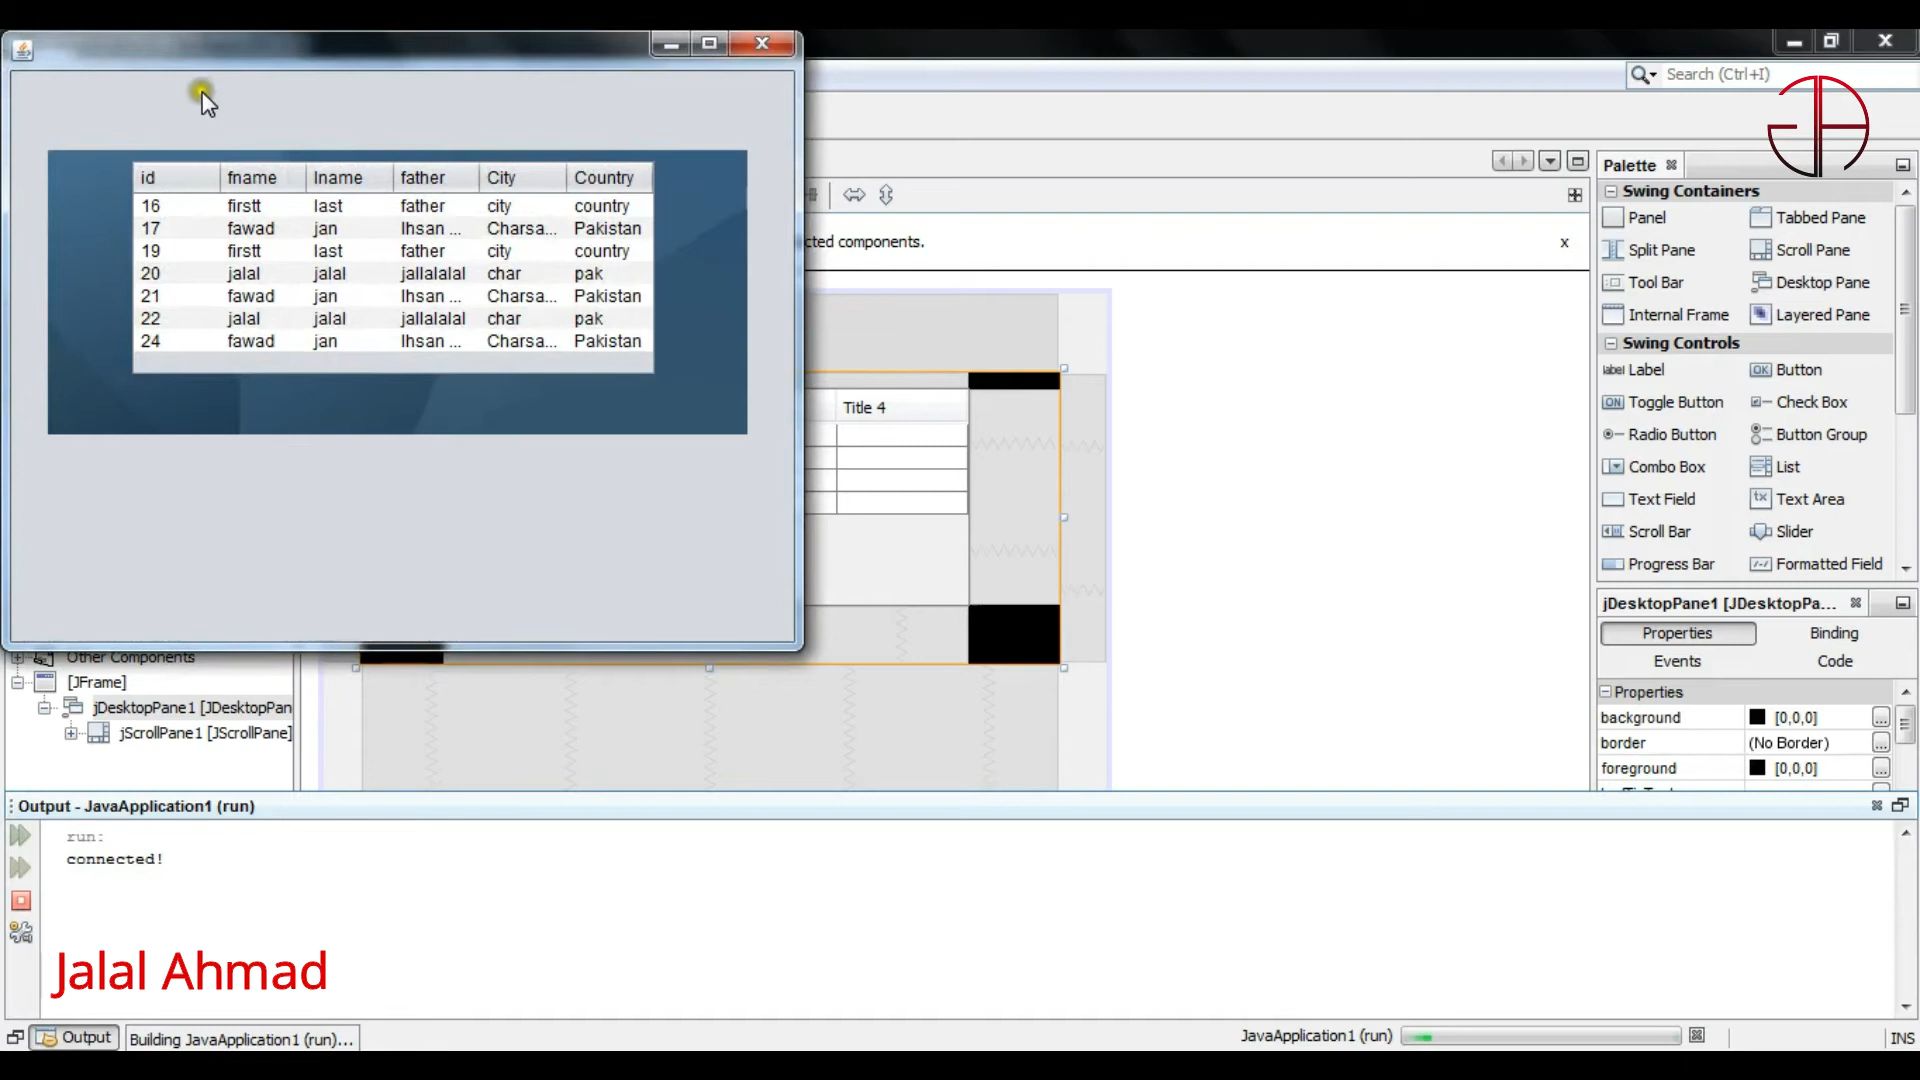 Search (Ctrl+I)
id fname lname father City Country
16 firstt last father city country
17 fawad jan Ihsan ... Charsa... Pakistan
19 firstt last father city country
20 jalal jalal jallalalal char pak
21 fawad jan Ihsan ... Charsa... Pakistan
22 jalal jalal jallalalal char pak
24 fawad jan Ihsan ... Charsa... Pakistan
cted components. x
Title 4
Palette
Swing Containers
Panel Tabbed Pane
Split Pane Scroll Pane
Tool Bar Desktop Pane
Internal Frame Layered Pane
Swing Controls
label Label OK Button
ON Toggle Button Check Box
Radio Button Button Group
Combo Box List
Text Field tx Text Area
Scroll Bar Slider
Progress Bar Formatted Field
jDesktopPane1 [JDesktopPa...
Properties Binding
Events Code
Properties
background [0,0,0] ...
border (No Border) ...
foreground [0,0,0] ...
Other Components
[JFrame]
jDesktopPane1 [JDesktopPan
jScrollPane1 [JScrollPane]
Output - JavaApplication1 (run)
run:
connected!
Jalal Ahmad
Output Building JavaApplication1 (run)... JavaApplication1 (run) INS